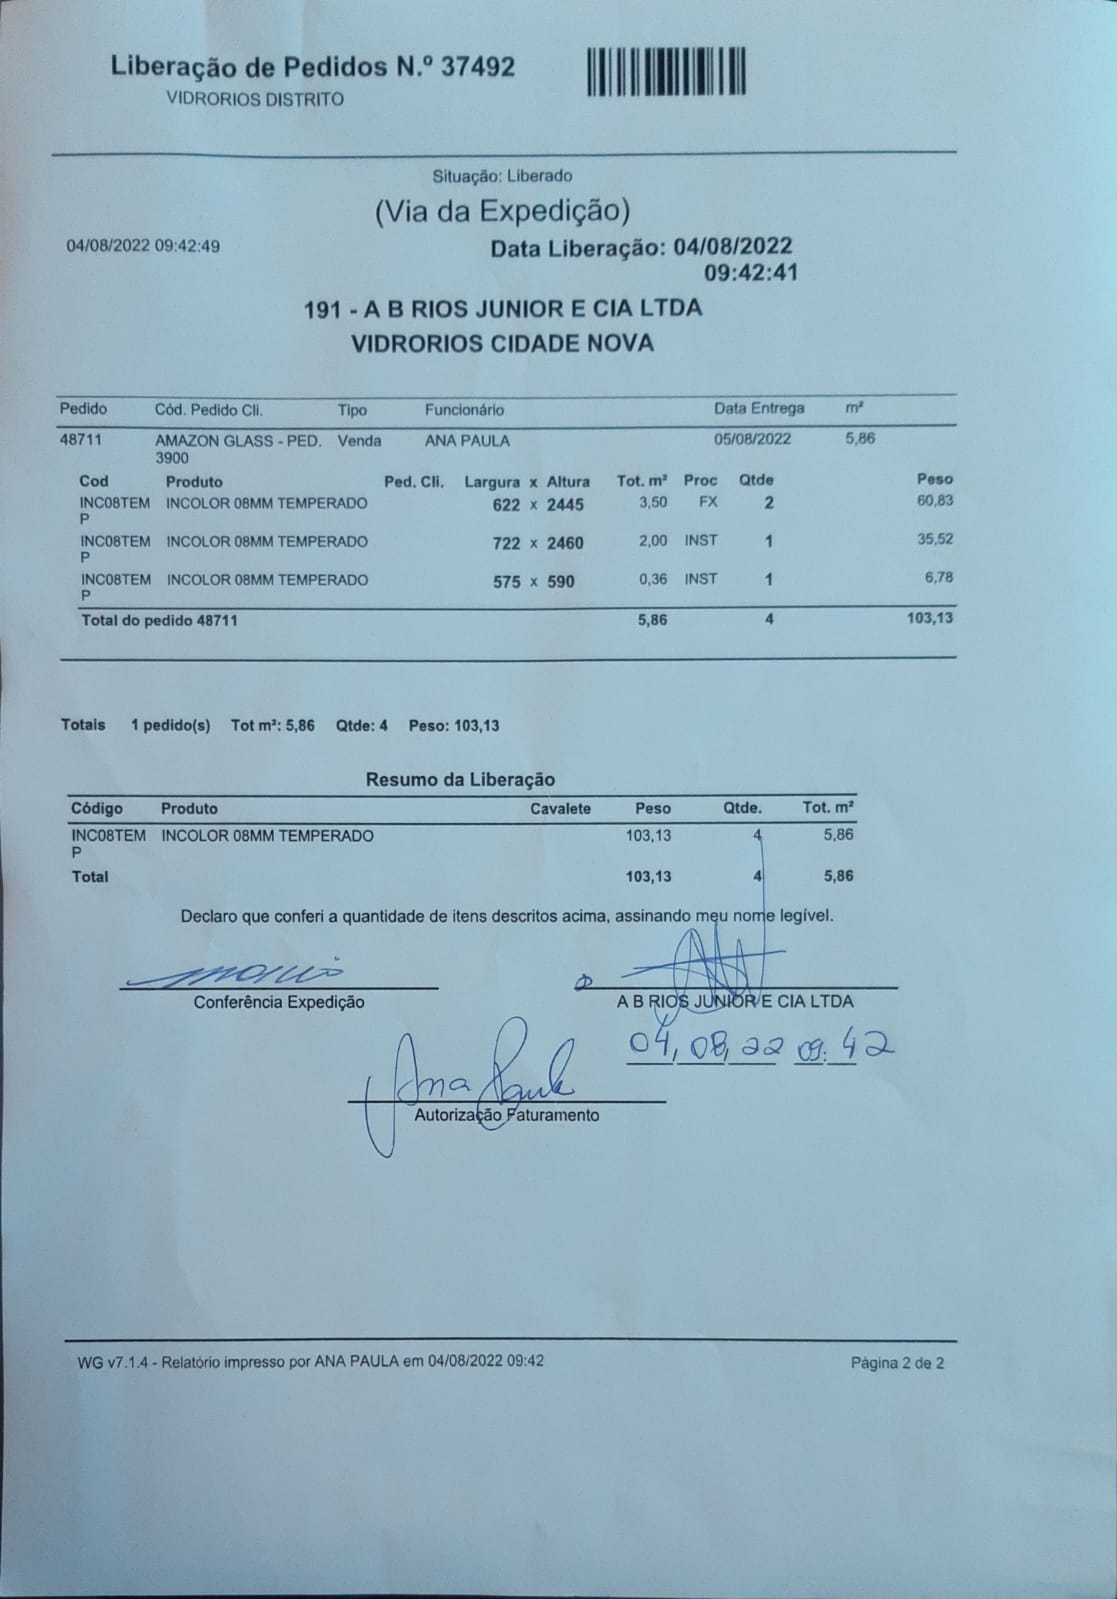 Liberação de Pedidos N.º 37492
VIDRORIOS DISTRITO
Situação: Liberado
(Via da Expedição)
04/08/2022 09:42:49
Data Liberação: 04/08/2022
09:42:41
191 - A B RIOS JUNIOR E CIA LTDA
VIDRORIOS CIDADE NOVA
Pedido Cód. Pedido Cli. Tipo Funcionário Data Entrega m²
48711 AMAZON GLASS - PED. Venda ANA PAULA 05/08/2022 5,86
3900
Cod Produto Ped. Cli. Largura x Altura Tot. m² Proc Qtde Peso
INC08TEM INCOLOR 08MM TEMPERADO 622 x 2445 3,50 FX 2 60,83
P
INC08TEM INCOLOR 08MM TEMPERADO 722 x 2460 2,00 INST 1 35,52
P
INC08TEM INCOLOR 08MM TEMPERADO 575 x 590 0,36 INST 1 6,78
P
Total do pedido 48711 5,86 4 103,13
Totais 1 pedido(s) Tot m²: 5,86 Qtde: 4 Peso: 103,13
Resumo da Liberação
Código Produto Cavalete Peso Qtde. Tot. m²
INC08TEM INCOLOR 08MM TEMPERADO 103,13 4 5,86
P
Total 103,13 4 5,86
Declaro que conferi a quantidade de itens descritos acima, assinando meu nome legível.
Conferência Expedição
A B RIOS JUNIOR E CIA LTDA
04, 08, 22 09: 42
Ana Paula
Autorização Faturamento
WG v7.1.4 - Relatório impresso por ANA PAULA em 04/08/2022 09:42
Página 2 de 2